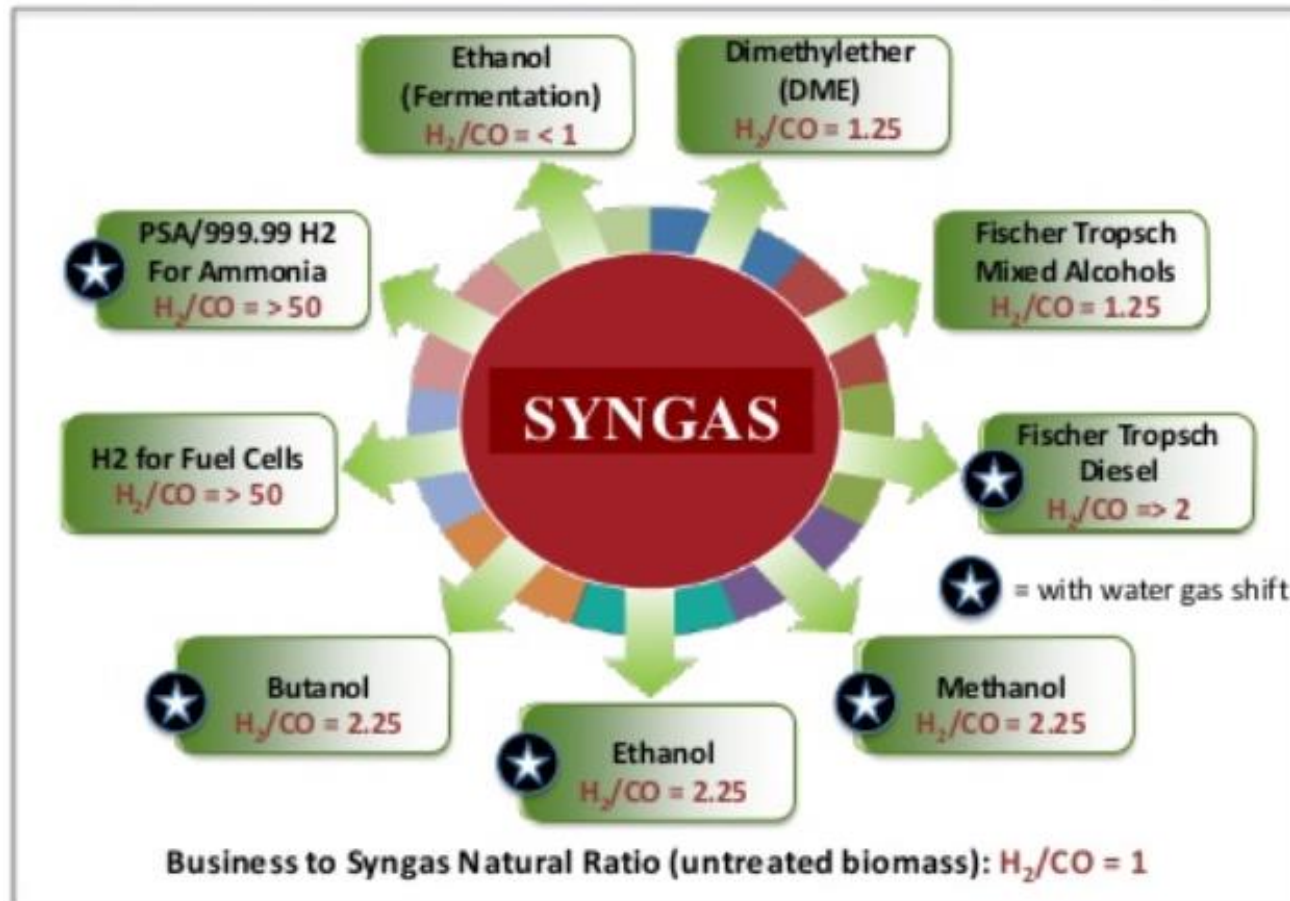 Ethanol
(Fermentation)
H₂/CO = < 1
Dimethylether
(DME)
H₂/CO = 1.25
PSA/999.99 H2
For Ammonia
H₂/CO = > 50
Fischer Tropsch
Mixed Alcohols
H₂/CO = 1.25
SYNGAS
H2 for Fuel Cells
H₂/CO = > 50
Fischer Tropsch
Diesel
H₂/CO => 2
= with water gas shift
Butanol
H₂/CO = 2.25
Ethanol
H₂/CO = 2.25
Methanol
H₂/CO = 2.25
Business to Syngas Natural Ratio (untreated biomass): H₂/CO = 1